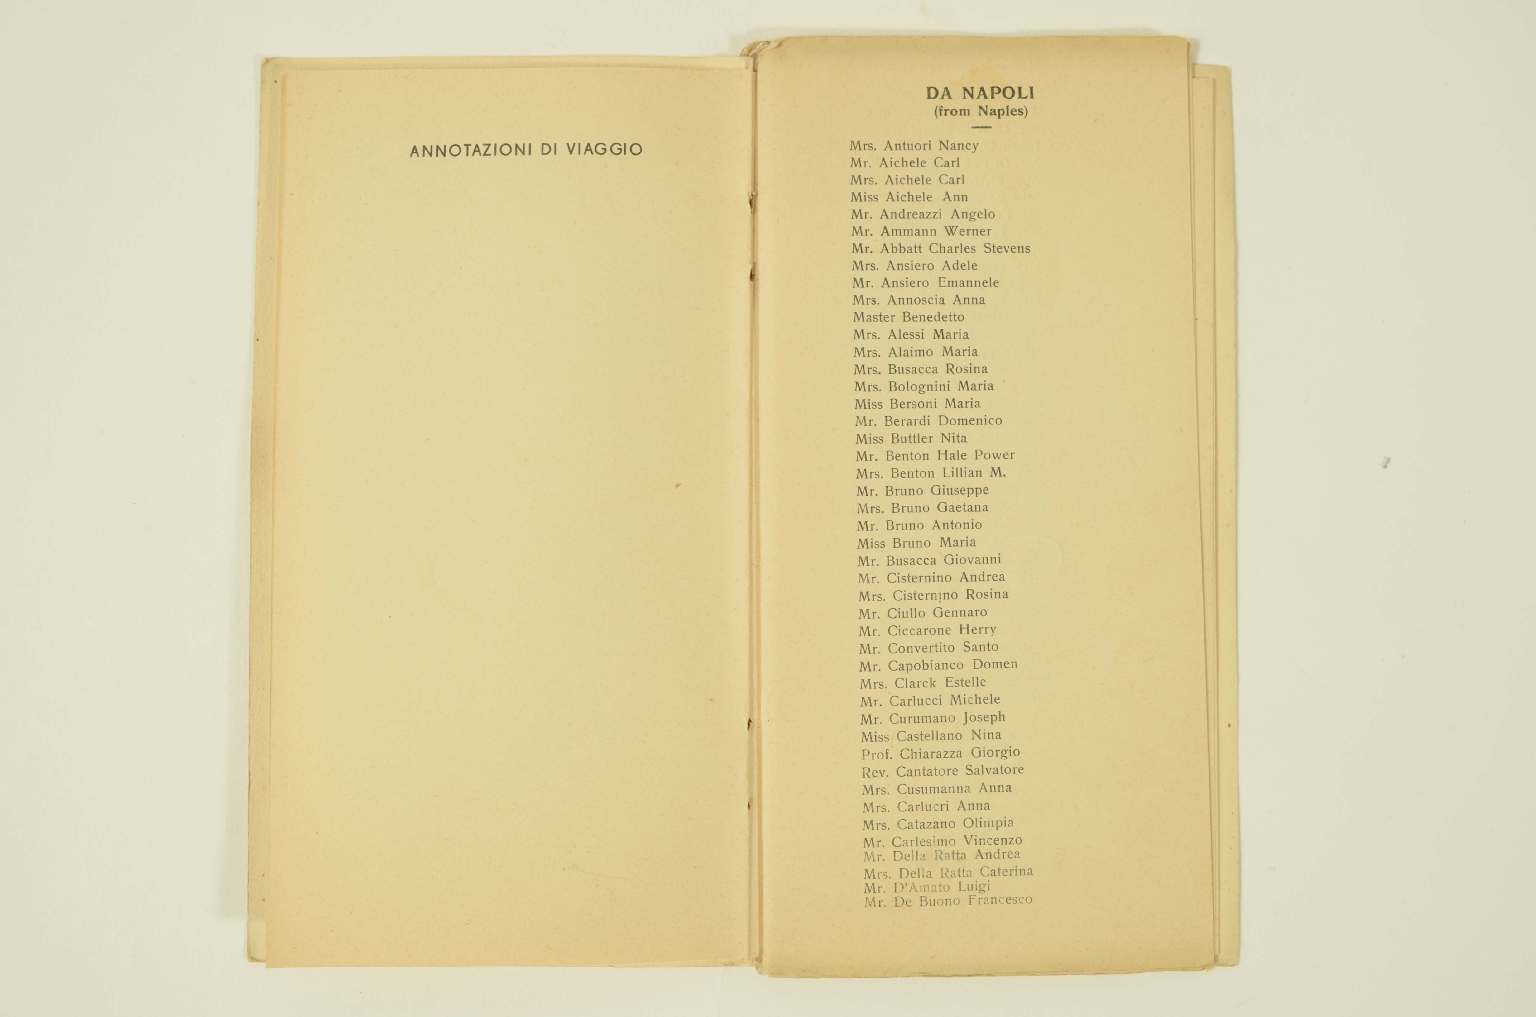 ANNOTAZIONI DI VIAGGIO
DA NAPOLI
(from Naples)
Mrs. Antuori Nancy
Mr. Aichele Carl
Mrs. Aichele Carl
Miss Aichele Ann
Mr. Andreazzi Angelo
Mr. Ammann Werner
Mr. Abbatt Charles Stevens
Mrs. Ansiero Adele
Mr. Ansiero Emannele
Mrs. Annoscia Anna
Master Benedetto
Mrs. Alessi Maria
Mrs. Alaimo Maria
Mrs. Busacca Rosina
Mrs. Bolognini Maria
Miss Bersoni Maria
Mr. Berardi Domenico
Miss Buttler Nita
Mr. Benton Hale Power
Mrs. Benton Lillian M.
Mr. Bruno Giuseppe
Mrs. Bruno Gaetana
Mr. Bruno Antonio
Miss Bruno Maria
Mr. Busacca Giovanni
Mr. Cisternino Andrea
Mrs. Cisternino Rosina
Mr. Ciullo Gennaro
Mr. Ciccarone Herry
Mr. Convertito Santo
Mr. Capobianco Domen
Mrs. Clarck Estelle
Mr. Carlucci Michele
Mr. Curumano Joseph
Miss Castellano Nina
Prof. Chiarazza Giorgio
Rev. Cantatore Salvatore
Mrs. Cusumanna Anna
Mrs. Carlucri Anna
Mrs. Catazano Olimpia
Mr. Carlesimo Vincenzo
Mr. Della Ratta Andrea
Mrs. Della Ratta Caterina
Mr. D'Amato Luigi
Mr. De Buono Francesco